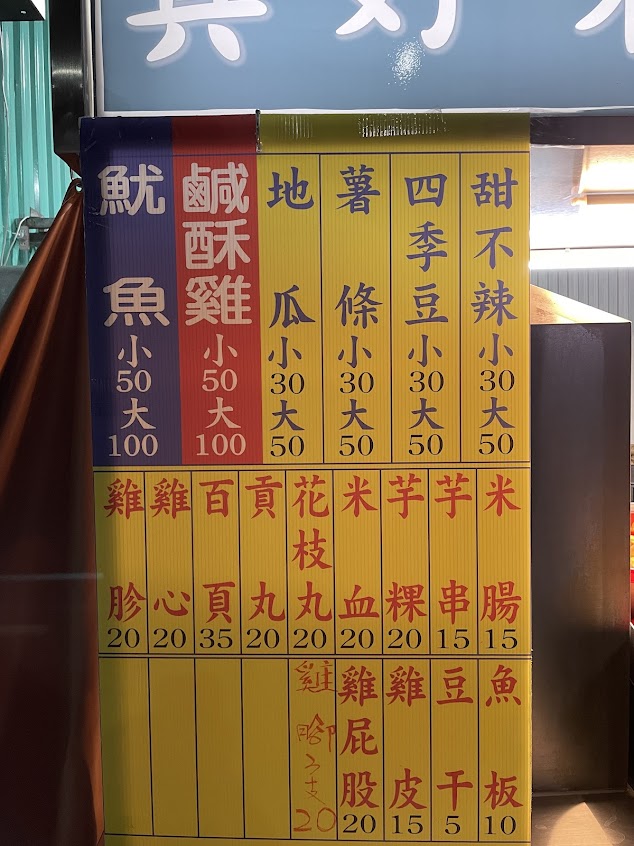 真好
甜不辣小30大50
四季豆小30大50
薯條小30大50
地瓜小30大50
鹹酥雞小50大100
魷魚小50大100
米腸15
芋串15
芋粿20
米血20
花枝丸20
貢丸20
百頁35
雞心20
雞胗20
魚板10
豆干5
雞皮15
雞屁股20
雞腳支20